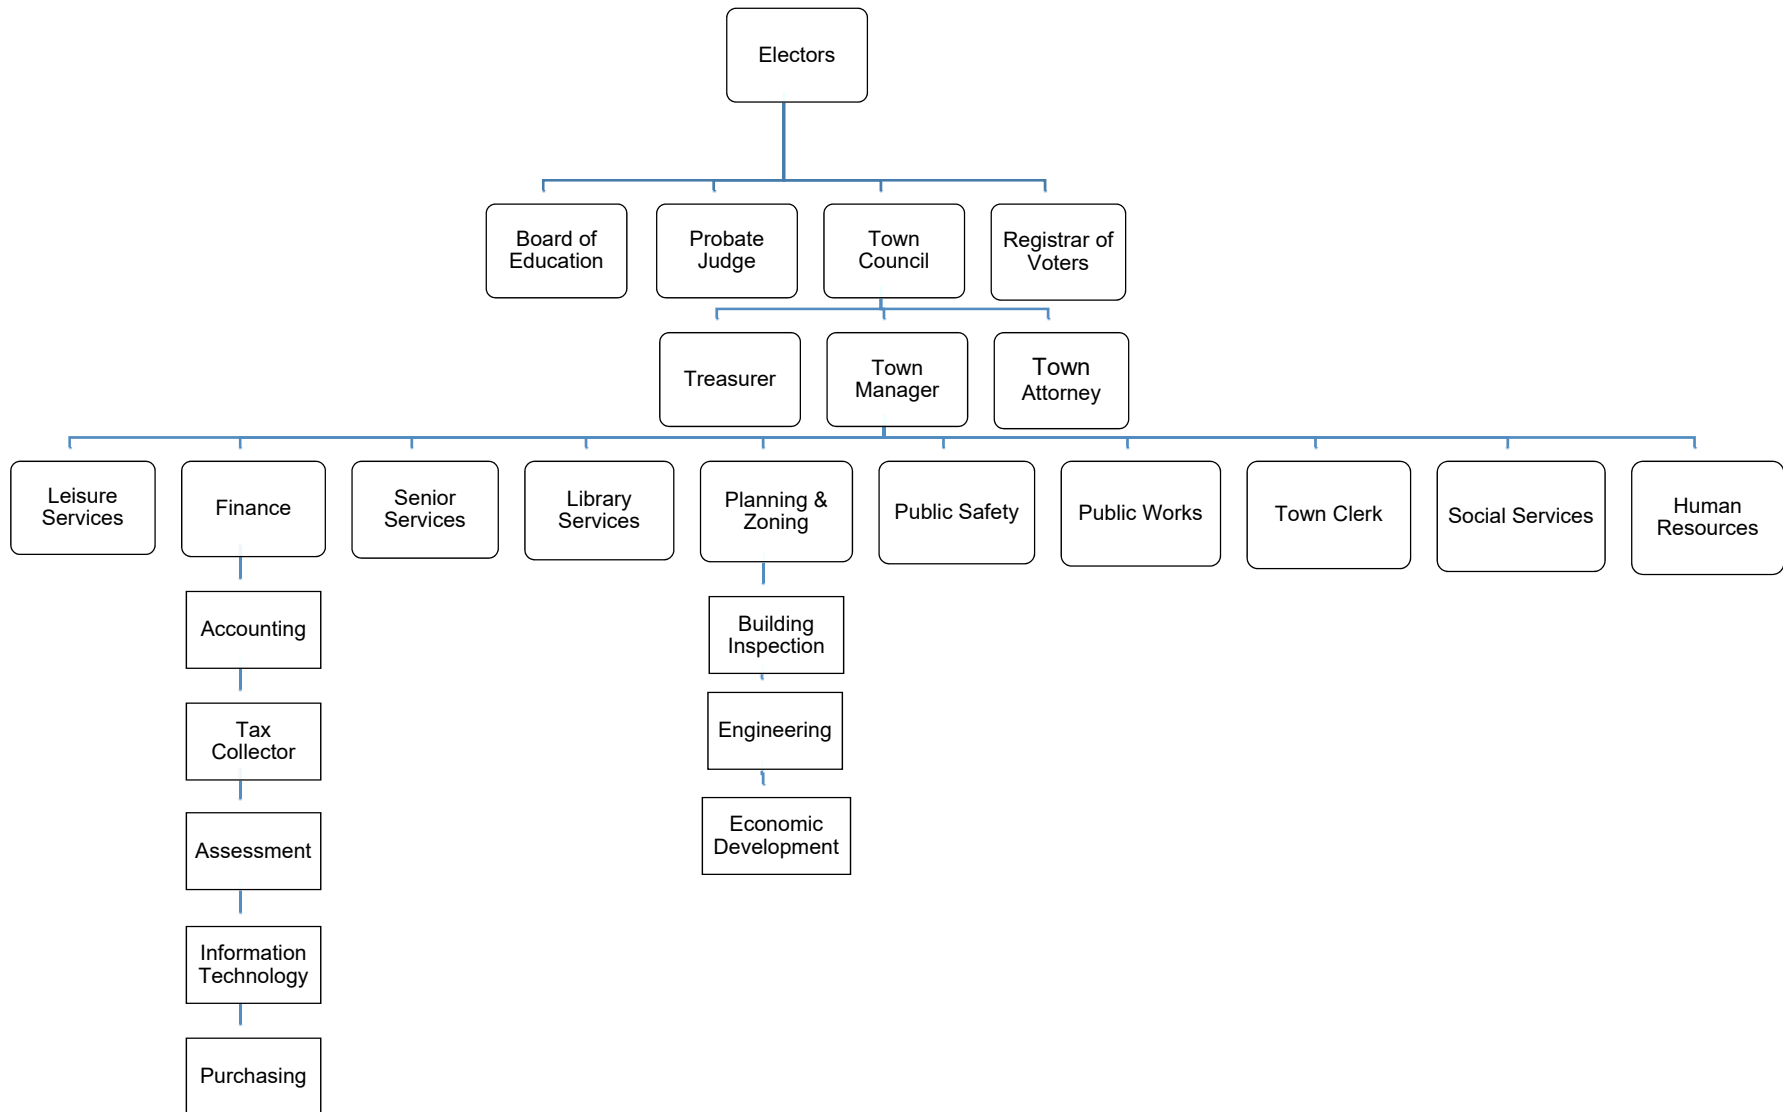 Electors
Board of
Education
Probate
Judge
Town
Council
Registrar of
Voters
Treasurer
Town
Manager
Town
Attorney
Leisure
Services
Finance
Senior
Services
Library
Services
Planning &
Zoning
Public Safety
Public Works
Town Clerk
Social Services
Human
Resources
Accounting
Tax
Collector
Assessment
Information
Technology
Purchasing
Building
Inspection
Engineering
Economic
Development